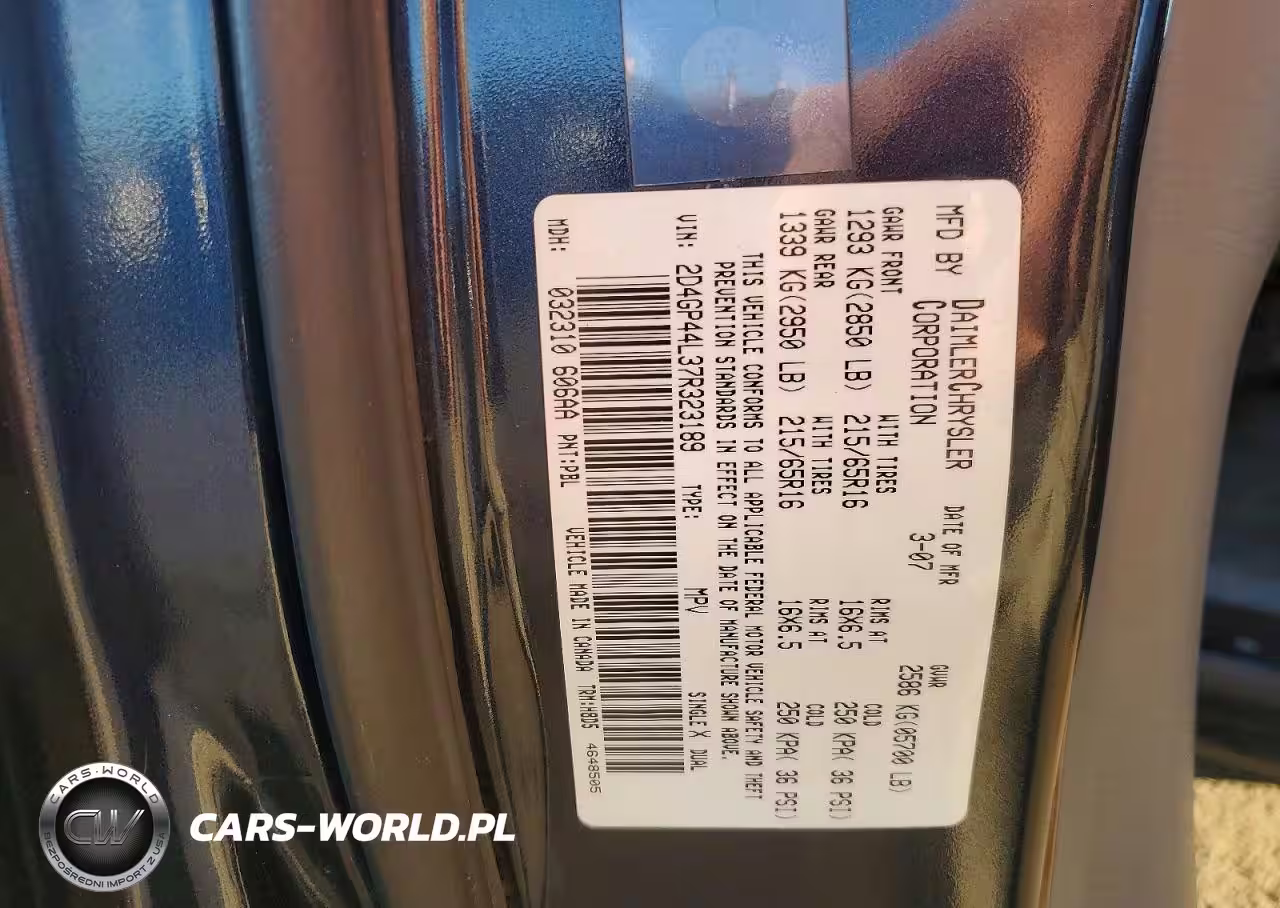 MFD BY DAIMLERCHRYSLER CORPORATION
DATE OF MFR 3-07
GVWR 2586 KG(05700 LB)
GAWR FRONT WITH TIRES RIMS AT COLD
1293 KG(2850 LB) 215/65R16 16X6.5 250 KPA( 36 PSI)
GAWR REAR WITH TIRES RIMS AT COLD
1339 KG(2950 LB) 215/65R16 16X6.5 250 KPA( 36 PSI)
THIS VEHICLE CONFORMS TO ALL APPLICABLE FEDERAL MOTOR VEHICLE SAFETY AND THEFT
PREVENTION STANDARDS IN EFFECT ON THE DATE OF MANUFACTURE SHOWN ABOVE.
VIN: 2D4GP44L37R323189 TYPE: MPV SINGLE X DUAL
MDH: 032310 606AA PNT:PBL VEHICLE MADE IN CANADA TRM:HBD5 4648505
CARS-WORLD
CW
BEZPOŚREDNI IMPORT Z USA
CARS-WORLD.PL